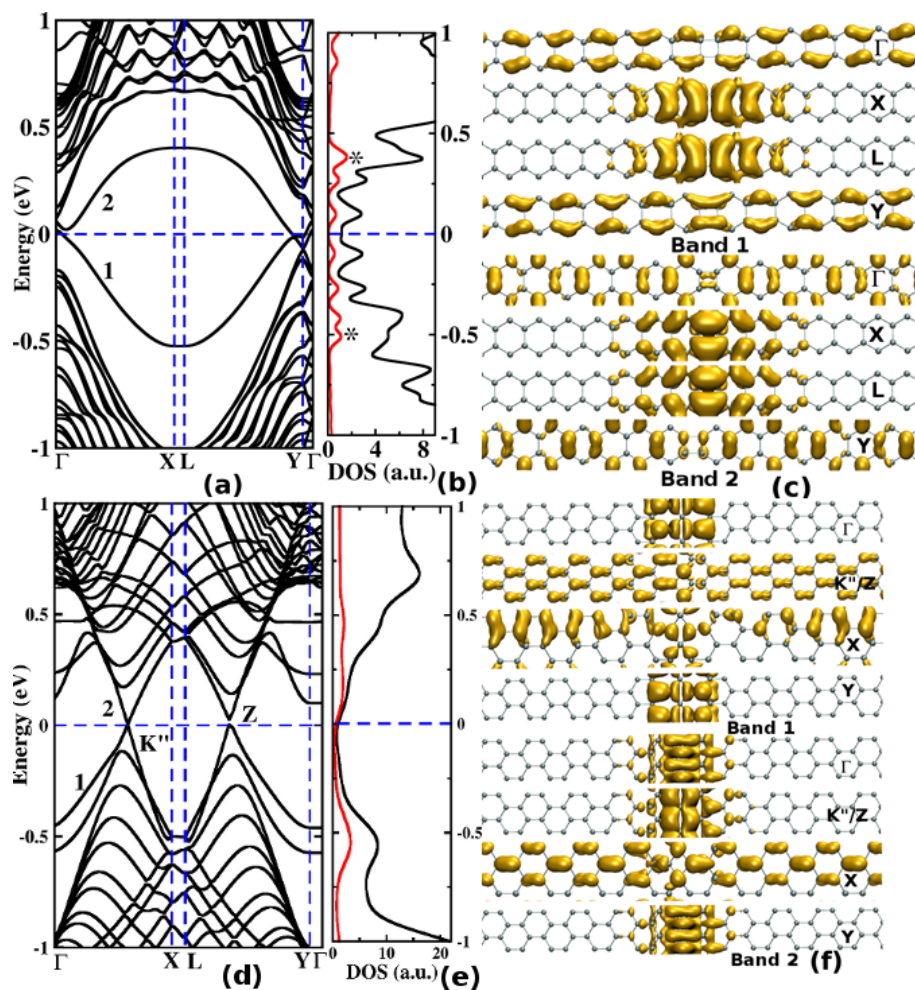 1
0.5
0
-0.5
-1
Energy (eV)
2
1
Γ
X
L
Y
Γ
(a)
1
0.5
0
-0.5
-1
*
*
0
4
8
DOS (a.u.)
(b)
Γ
X
L
Y
Band 1
Γ
X
L
Y
Band 2
(c)
1
0.5
0
-0.5
-1
Energy (eV)
2
1
K"
Z
Γ
X
L
Y
Γ
(d)
1
0.5
0
-0.5
-1
0
10
20
DOS (a.u.)
(e)
Γ
K"/Z
X
Y
Band 1
Γ
K"/Z
X
Y
Band 2
(f)